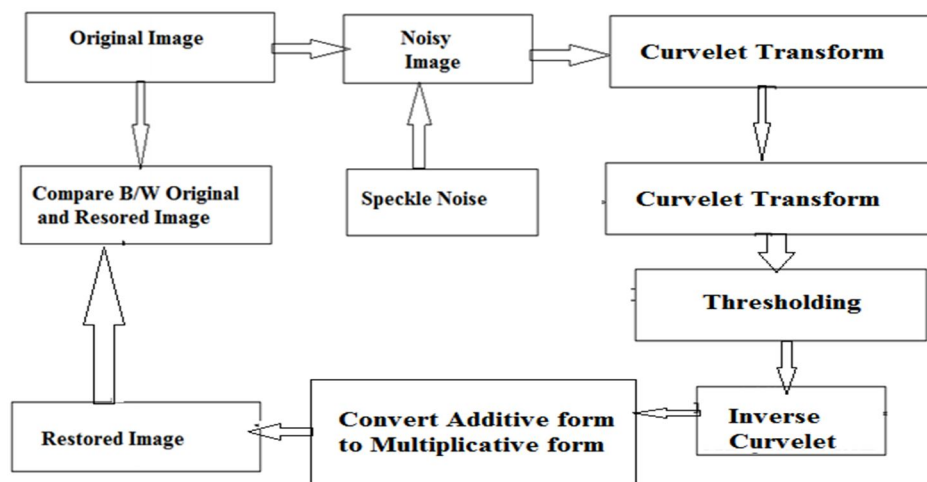 Original Image
Noisy
Image
Curvelet Transform
Compare B/W Original
and Resored Image
Speckle Noise
Curvelet Transform
Thresholding
Inverse
Curvelet
Convert Additive form
to Multiplicative form
Restored Image